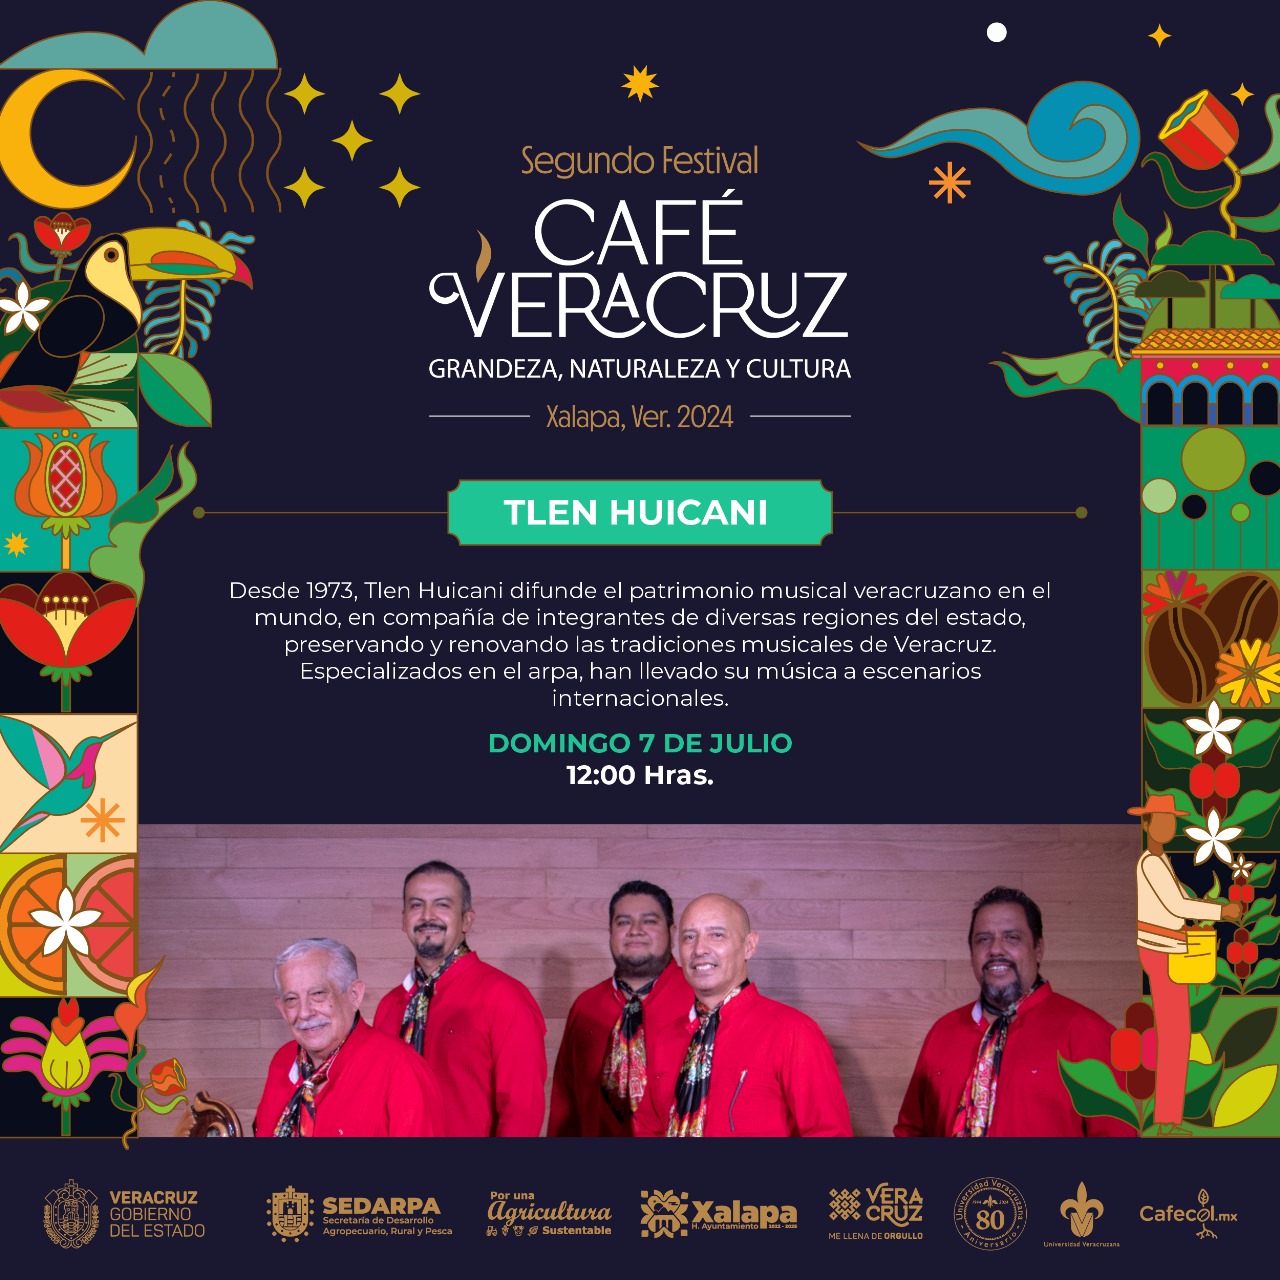 Segundo Festival
CAFÉ
VERACRUZ
GRANDEZA, NATURALEZA Y CULTURA
Xalapa, Ver. 2024
TLEN HUICANI
Desde 1973, Tlen Huicani difunde el patrimonio musical veracruzano en el
mundo, en compañía de integrantes de diversas regiones del estado,
preservando y renovando las tradiciones musicales de Veracruz.
Especializados en el arpa, han llevado su música a escenarios
internacionales.
DOMINGO 7 DE JULIO
12:00 Hras.
VERACRUZ
GOBIERNO
DEL ESTADO
SEDARPA
Secretaría de Desarrollo
Agropecuario, Rural y Pesca
Por una
Agricultura
Sustentable
Xalapa
H. Ayuntamiento 2022 - 2025
VERA
CRUZ
ME LLENA DE ORGULLO
Universidad Veracruzana
1944 2024
80
Aniversario
Universidad Veracruzana
Cafecol.mx